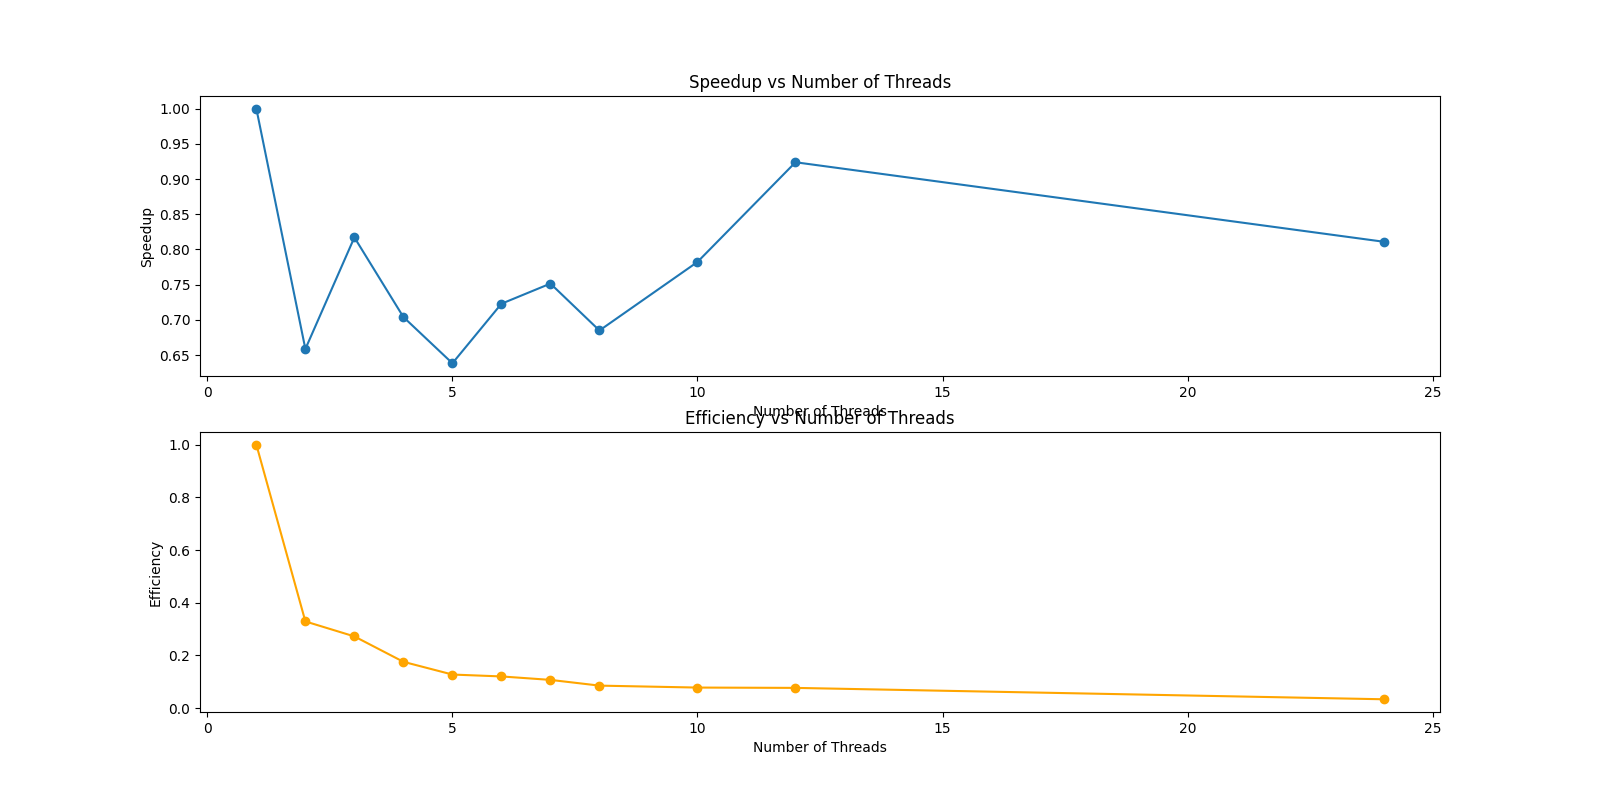 Speedup vs Number of Threads
Speedup
1.00
0.95
0.90
0.85
0.80
0.75
0.70
0.65
0 5 10 15 20 25
Number of Threads
Efficiency vs Number of Threads
Efficiency
1.0
0.8
0.6
0.4
0.2
0.0
0 5 10 15 20 25
Number of Threads